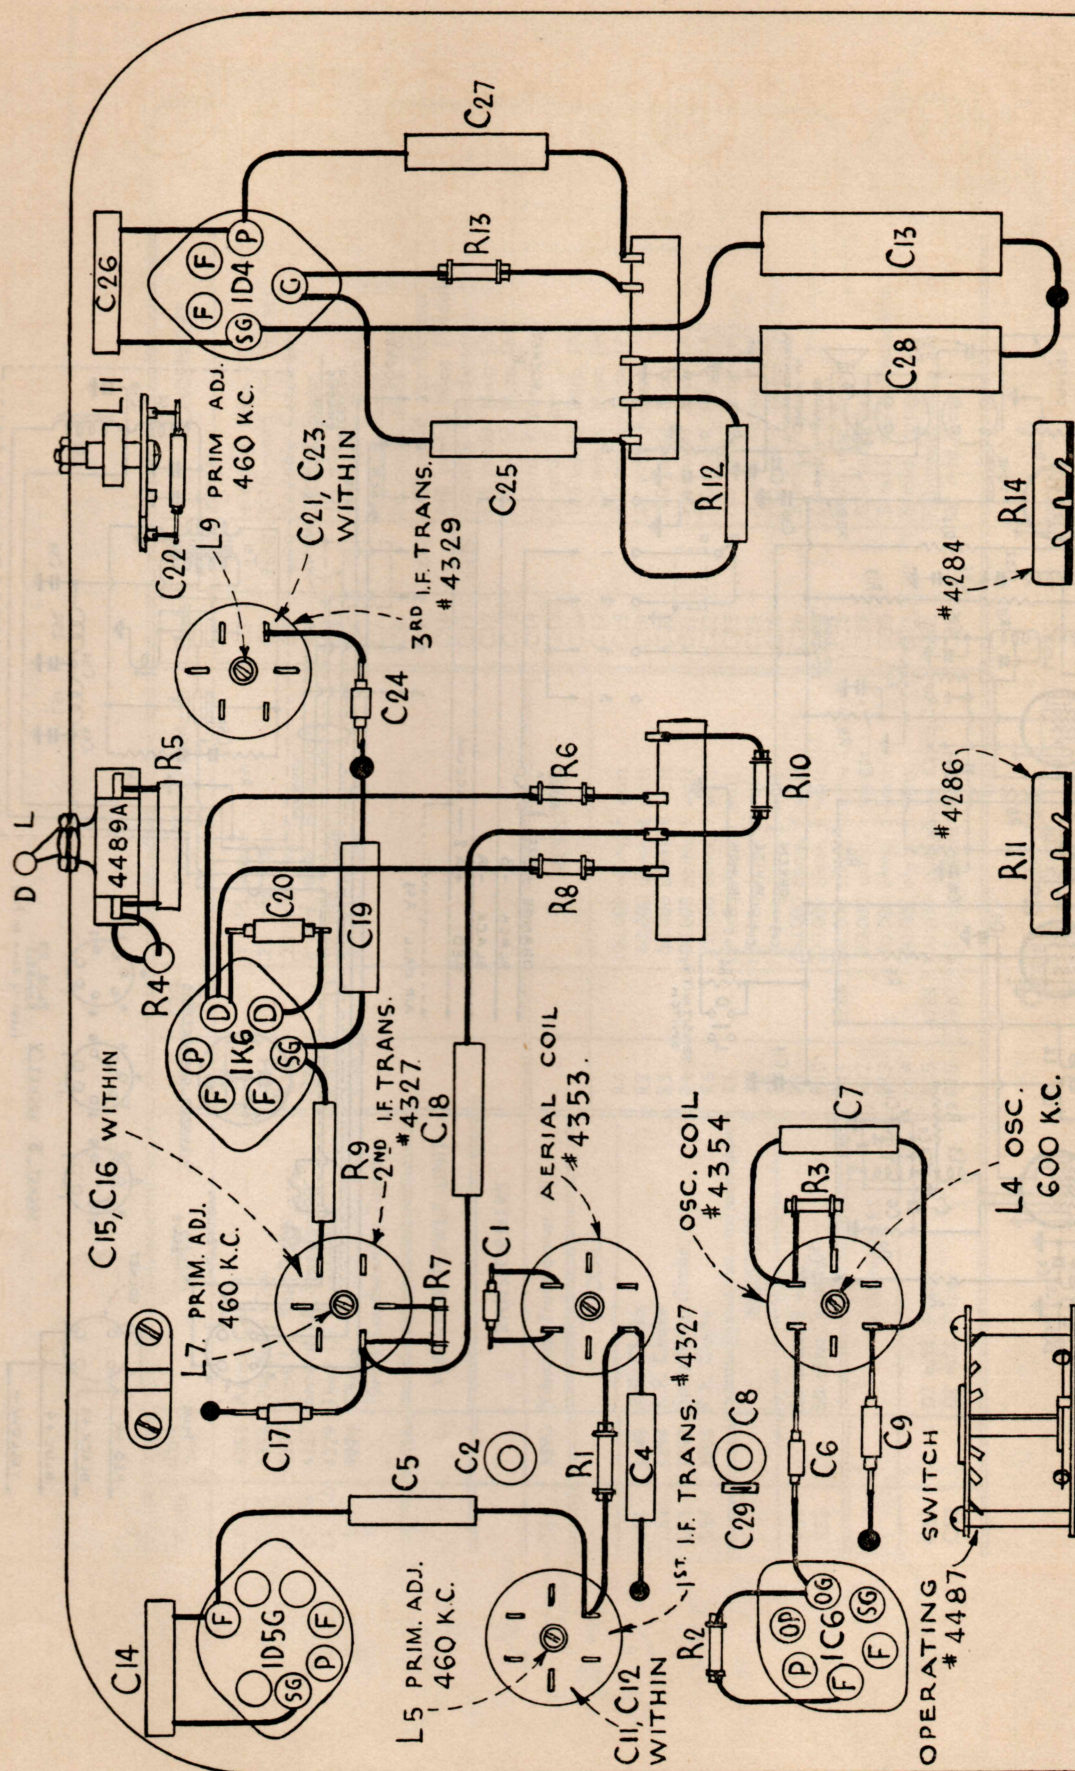 D
L
4489A
R5
R4
C26
P
F
F
1D4
SG
G
C27
R13
L11
C22
L9 PRIM ADJ.
460 K.C.
C21, C23.
WITHIN
3RD I.F. TRANS.
#4329
C24
C25
R12
C13
C28
R14
#4284
C20
C19
P
D
D
F
F
1K6
SG
R6
R8
R10
#4286
R11
C15, C16 WITHIN
R9
2ND I.F. TRANS.
#4327
C18
L7. PRIM. ADJ.
460 K.C.
R7
C17
C1
AERIAL COIL
#4353.
OSC. COIL
#4354
R3
C7
L4 OSC.
600 K.C.
C14
F
1D5G
SG
P
F
C5
C2
R1
C4
L5 PRIM. ADJ.
460 K.C.
C11, C12
WITHIN
1ST. I.F. TRANS. #4327
C29
C8
C6
C9
R2
OP
OG
P
1C6
SG
F
F
OPERATING SWITCH
#4487